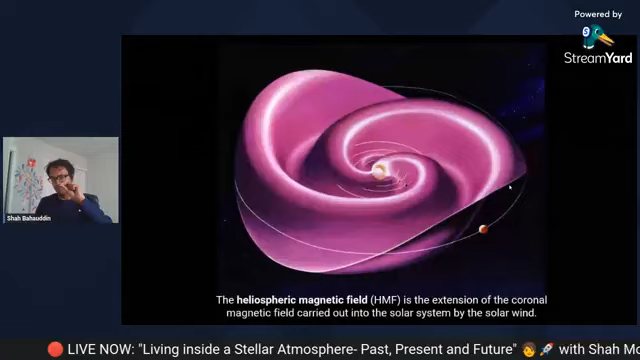 Powered by
S
StreamYard
Shah Bahauddin
The heliospheric magnetic field (HMF) is the extension of the coronal
magnetic field carried out into the solar system by the solar wind.
🔴 LIVE NOW: "Living inside a Stellar Atmosphere- Past, Present and Future" 🧑🚀 with Shah Mo